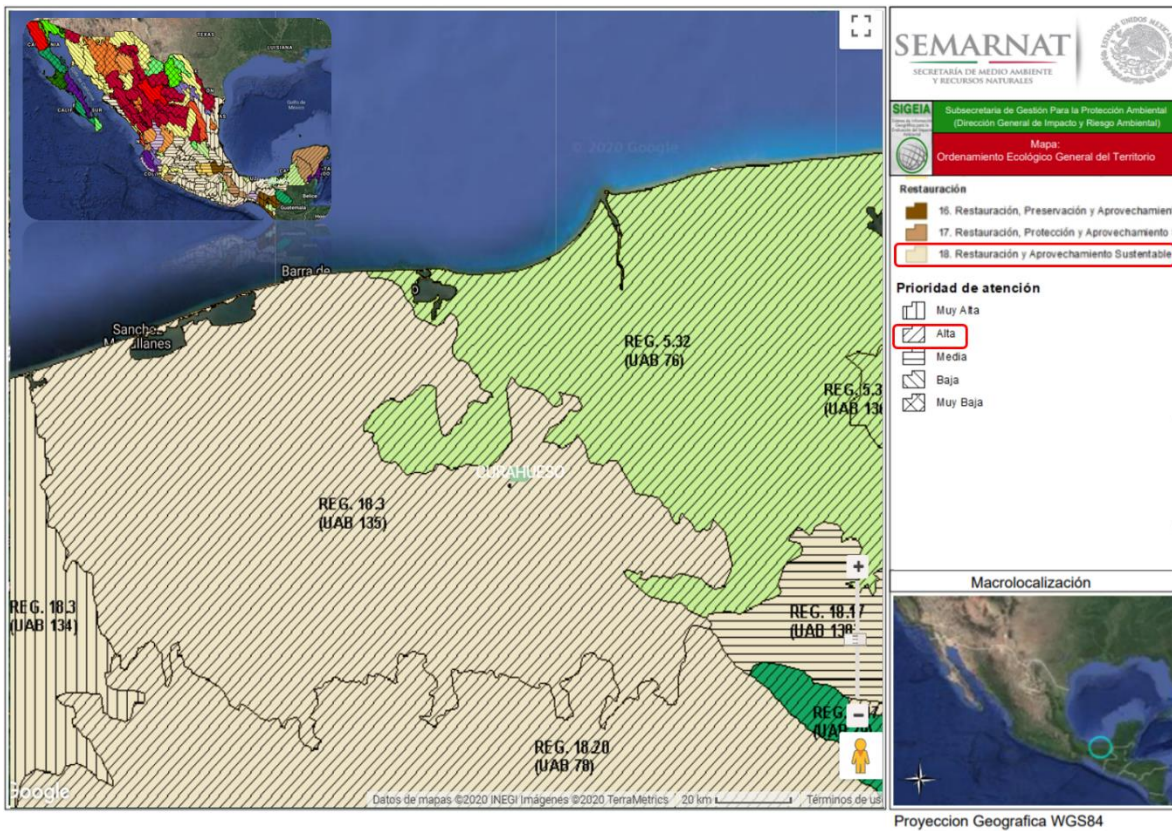 © 2020 Google
Barra de
Sanchez
REG. 5.32
(UAB 76)
REG. 5.3
(UAB 136
CURAHUESO
REG. 18.3
(UAB 135)
REG. 18.3
(UAB 134)
REG. 18.17
(UAB 138)
REG. 18.20
(UAB 78)
Google
Datos de mapas ©2020 INEGI Imágenes ©2020 TerraMetrics
20 km
Términos de us
SEMARNAT
SECRETARÍA DE MEDIO AMBIENTE
Y RECURSOS NATURALES
SIGEIA
Subsecretaria de Gestión Para la Protección Ambiental
(Dirección General de Impacto y Riesgo Ambiental)
Mapa:
Ordenamiento Ecológico General del Territorio
Restauración
16. Restauración, Preservación y Aprovechamien
17. Restauración, Protección y Aprovechamiento
18. Restauración y Aprovechamiento Sustentable
Prioridad de atención
Muy Alta
Alta
Media
Baja
Muy Baja
Macrolocalización
Proyeccion Geografica WGS84